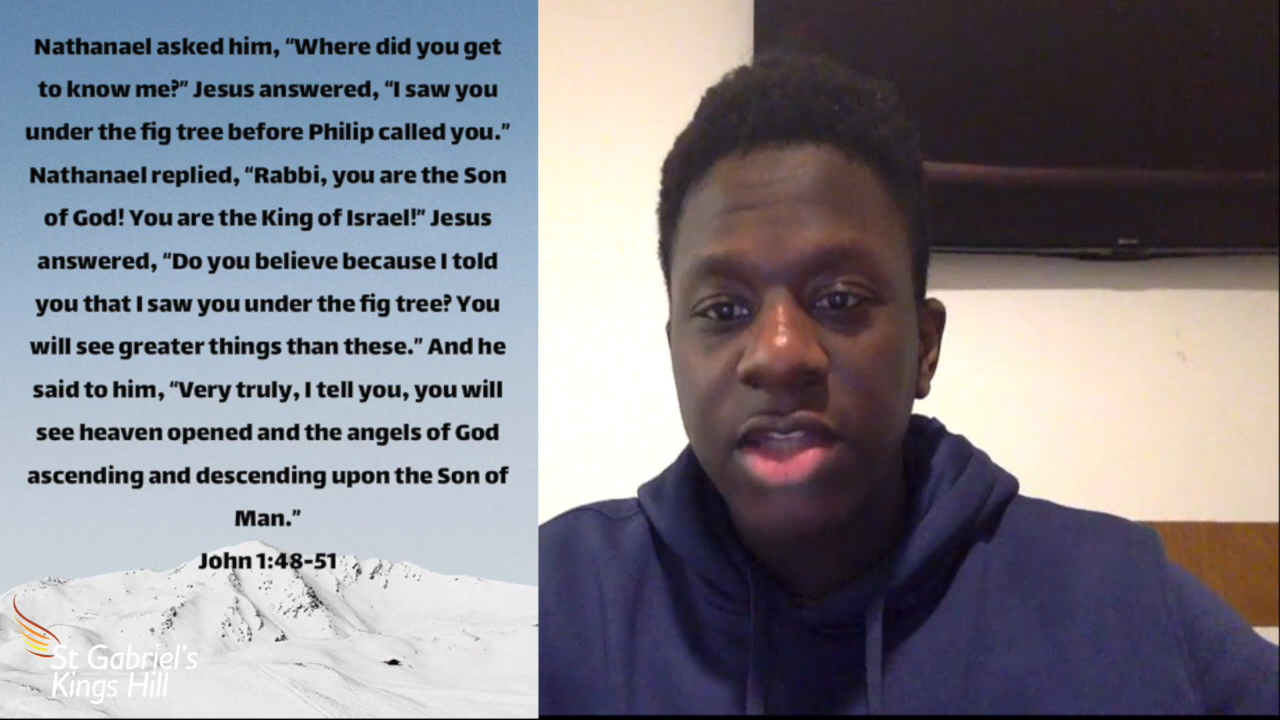 Nathanael asked him, “Where did you get
to know me?” Jesus answered, “I saw you
under the fig tree before Philip called you.”
Nathanael replied, “Rabbi, you are the Son
of God! You are the King of Israel!” Jesus
answered, “Do you believe because I told
you that I saw you under the fig tree? You
will see greater things than these.” And he
said to him, “Very truly, I tell you, you will
see heaven opened and the angels of God
ascending and descending upon the Son of
Man.”
John 1:48-51
St Gabriel's
Kings Hill